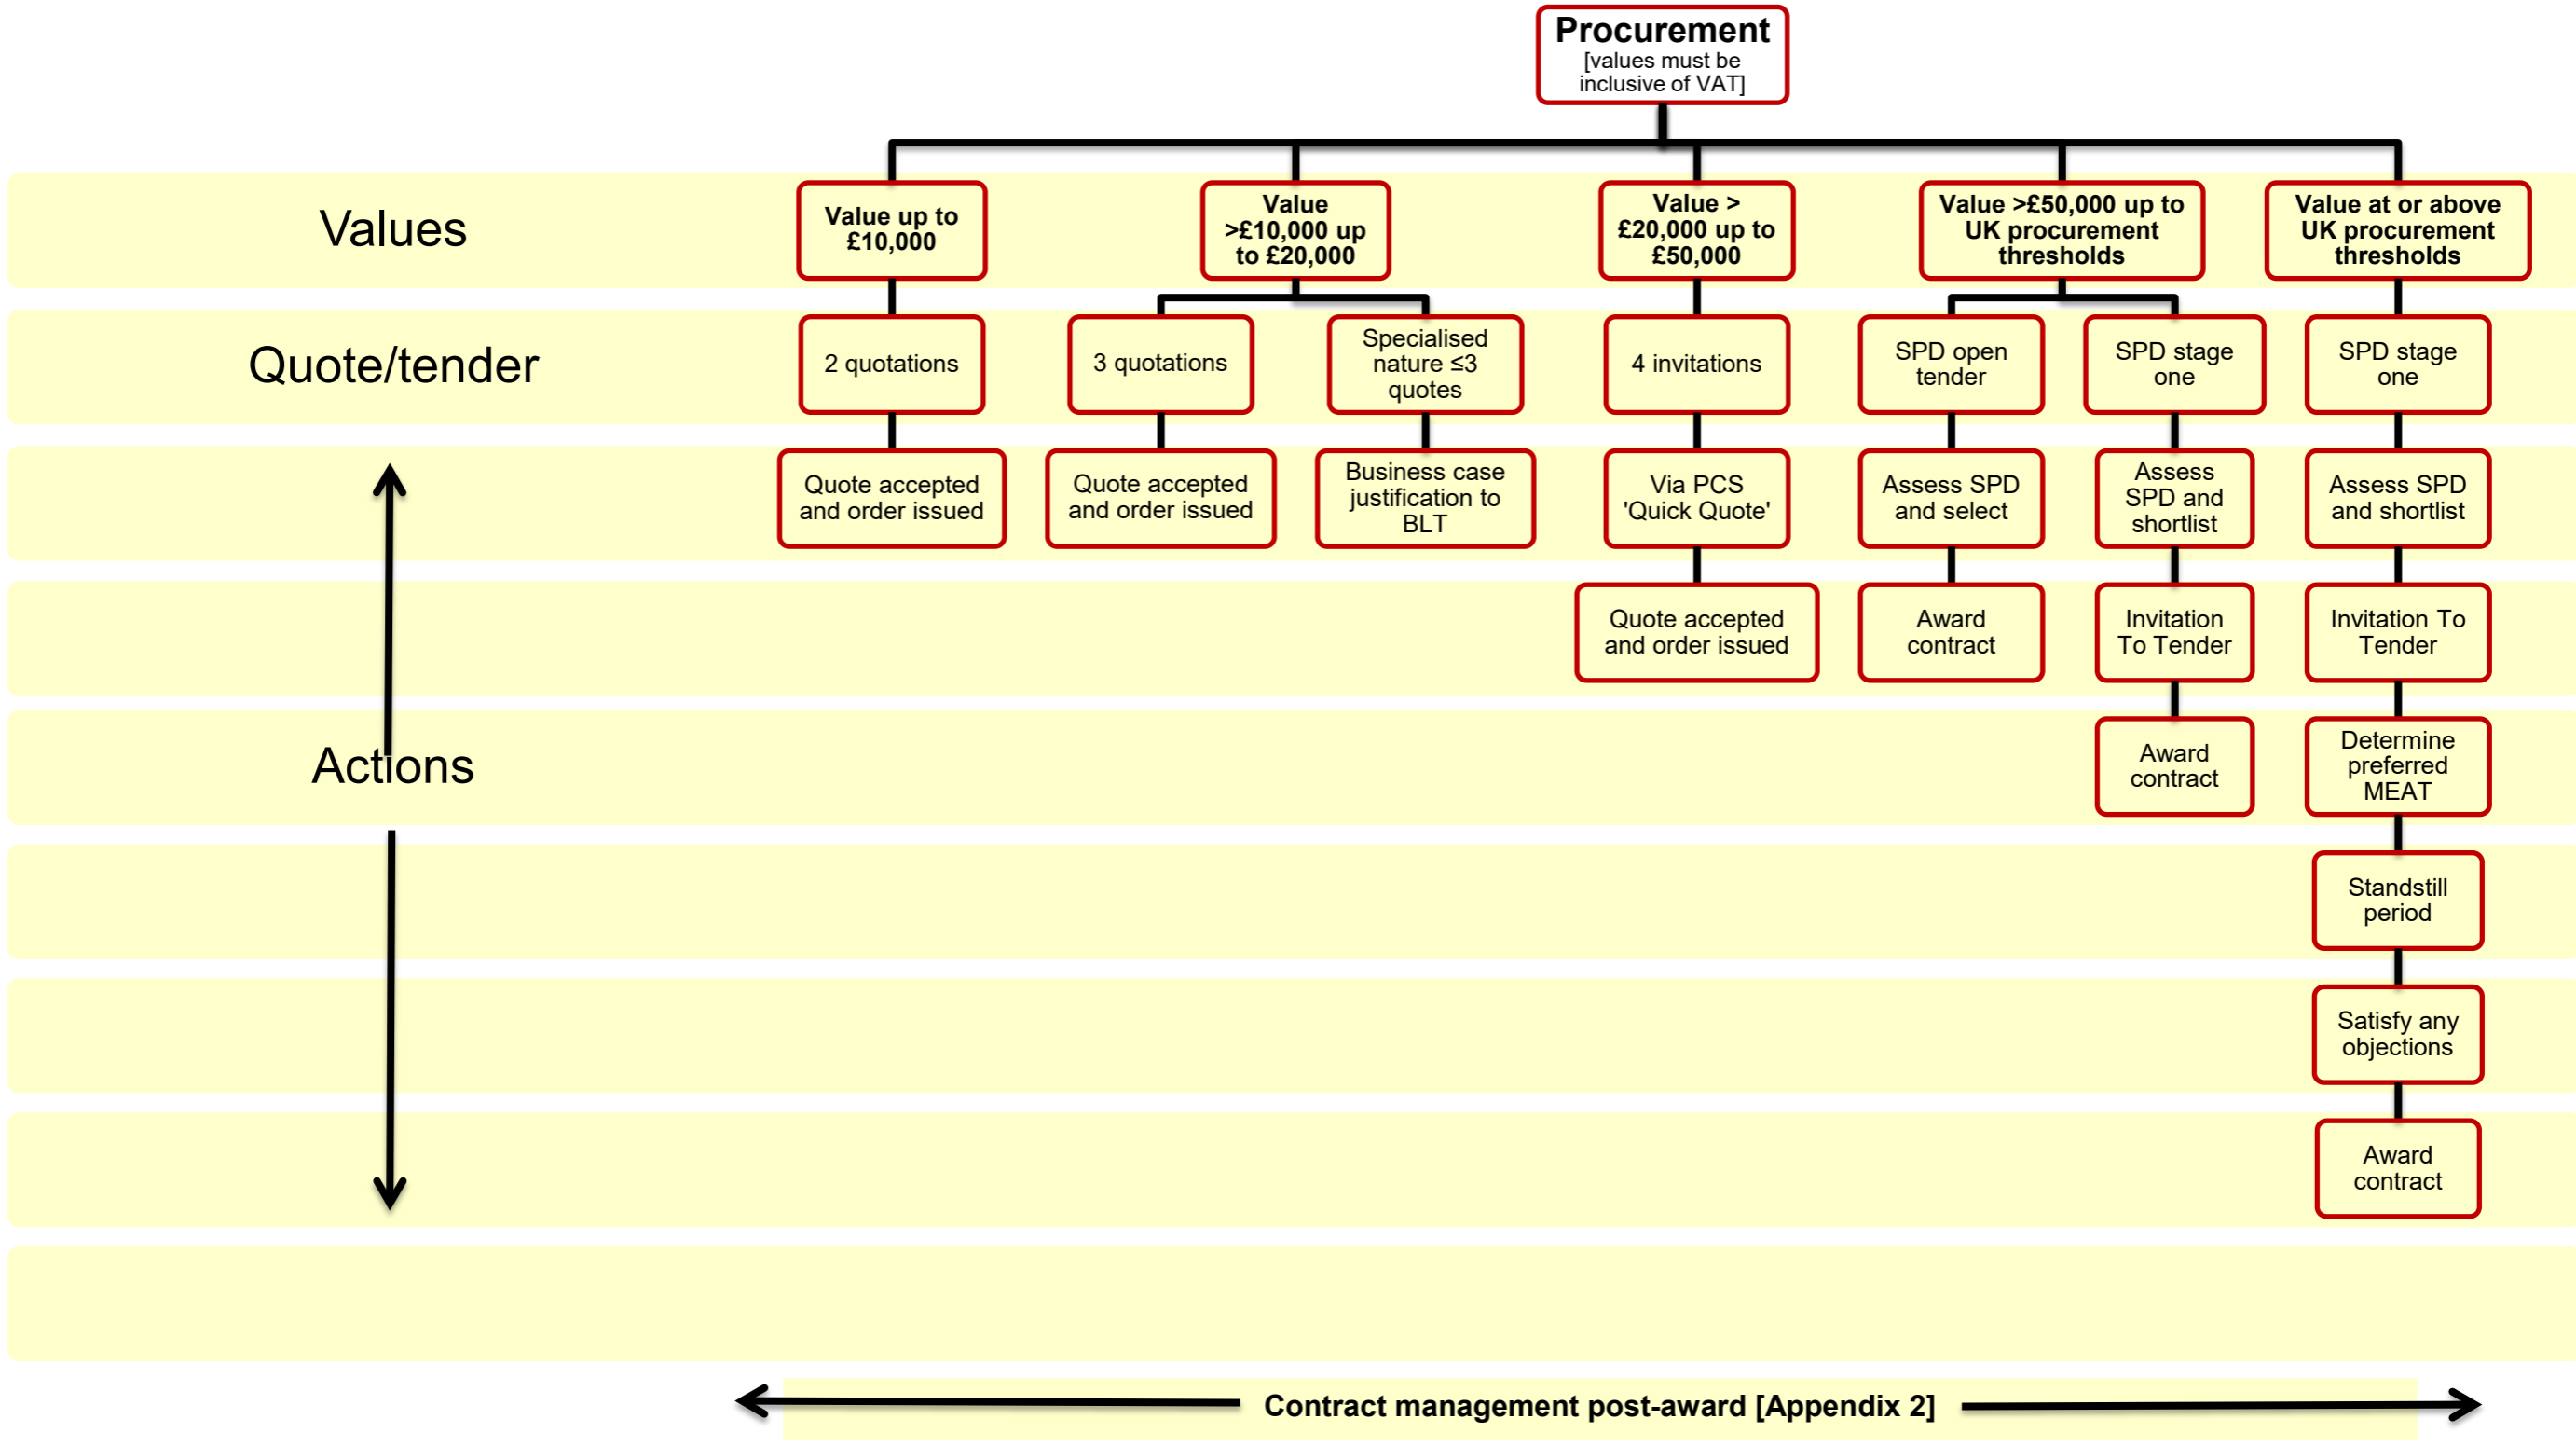 Procurement
[values must be
inclusive of VAT]
Values
Value up to
£10,000
Value
>£10,000 up
to £20,000
Value >
£20,000 up to
£50,000
Value >£50,000 up to
UK procurement
thresholds
Value at or above
UK procurement
thresholds
Quote/tender
2 quotations
3 quotations
Specialised
nature ≤3
quotes
4 invitations
SPD open
tender
SPD stage
one
SPD stage
one
Quote accepted
and order issued
Quote accepted
and order issued
Business case
justification to
BLT
Via PCS
'Quick Quote'
Assess SPD
and select
Assess
SPD and
shortlist
Assess SPD
and shortlist
Quote accepted
and order issued
Award
contract
Invitation
To Tender
Invitation To
Tender
Actions
Award
contract
Determine
preferred
MEAT
Standstill
period
Satisfy any
objections
Award
contract
Contract management post-award [Appendix 2]